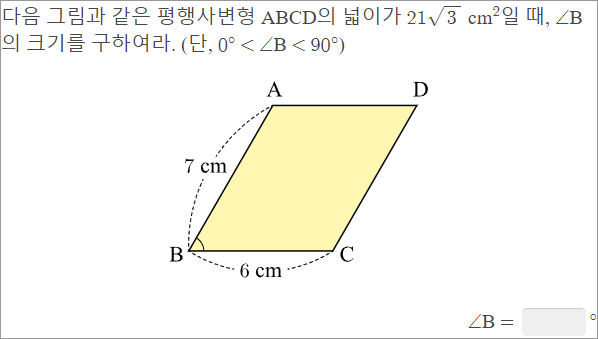 다음 그림과 같은 평행사변형 ABCD의 넓이가 21√3 cm²일 때, ∠B
의 크기를 구하여라. (단, 0° < ∠B < 90°)
A D
7 cm
B C
6 cm
∠B = °